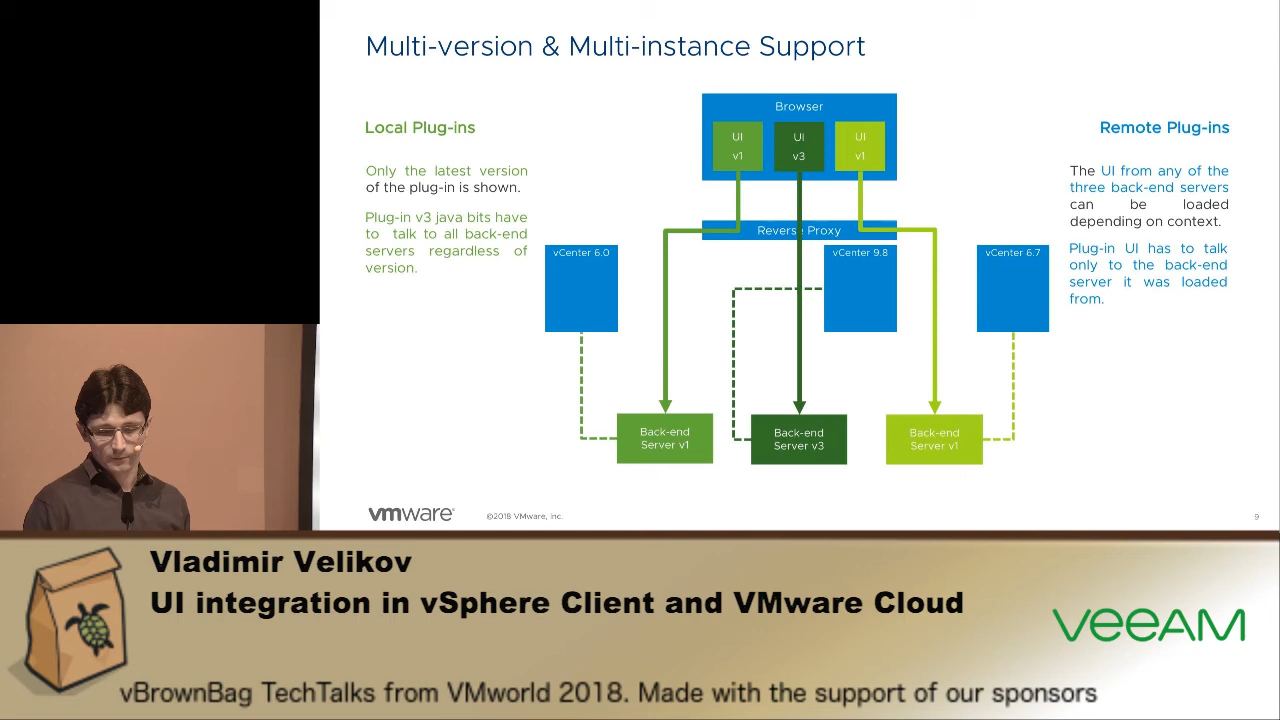 Multi-version & Multi-instance Support
Local Plug-ins
Only the latest version
of the plug-in is shown.
Plug-in v3 java bits have
to talk to all back-end
servers regardless of
version.
Browser
UI
v1
UI
v3
UI
v1
Reverse Proxy
vCenter 6.0
vCenter 9.8
vCenter 6.7
Back-end
Server v1
Back-end
Server v3
Back-end
Server v1
Remote Plug-ins
The UI from any of the
three back-end servers
can be loaded
depending on context.
Plug-in UI has to talk
only to the back-end
server it was loaded
from.
vmware®
©2018 VMware, Inc.
9
Vladimir Velikov
UI integration in vSphere Client and VMware Cloud
veeAM
vBrownBag TechTalks from VMworld 2018. Made with the support of our sponsors